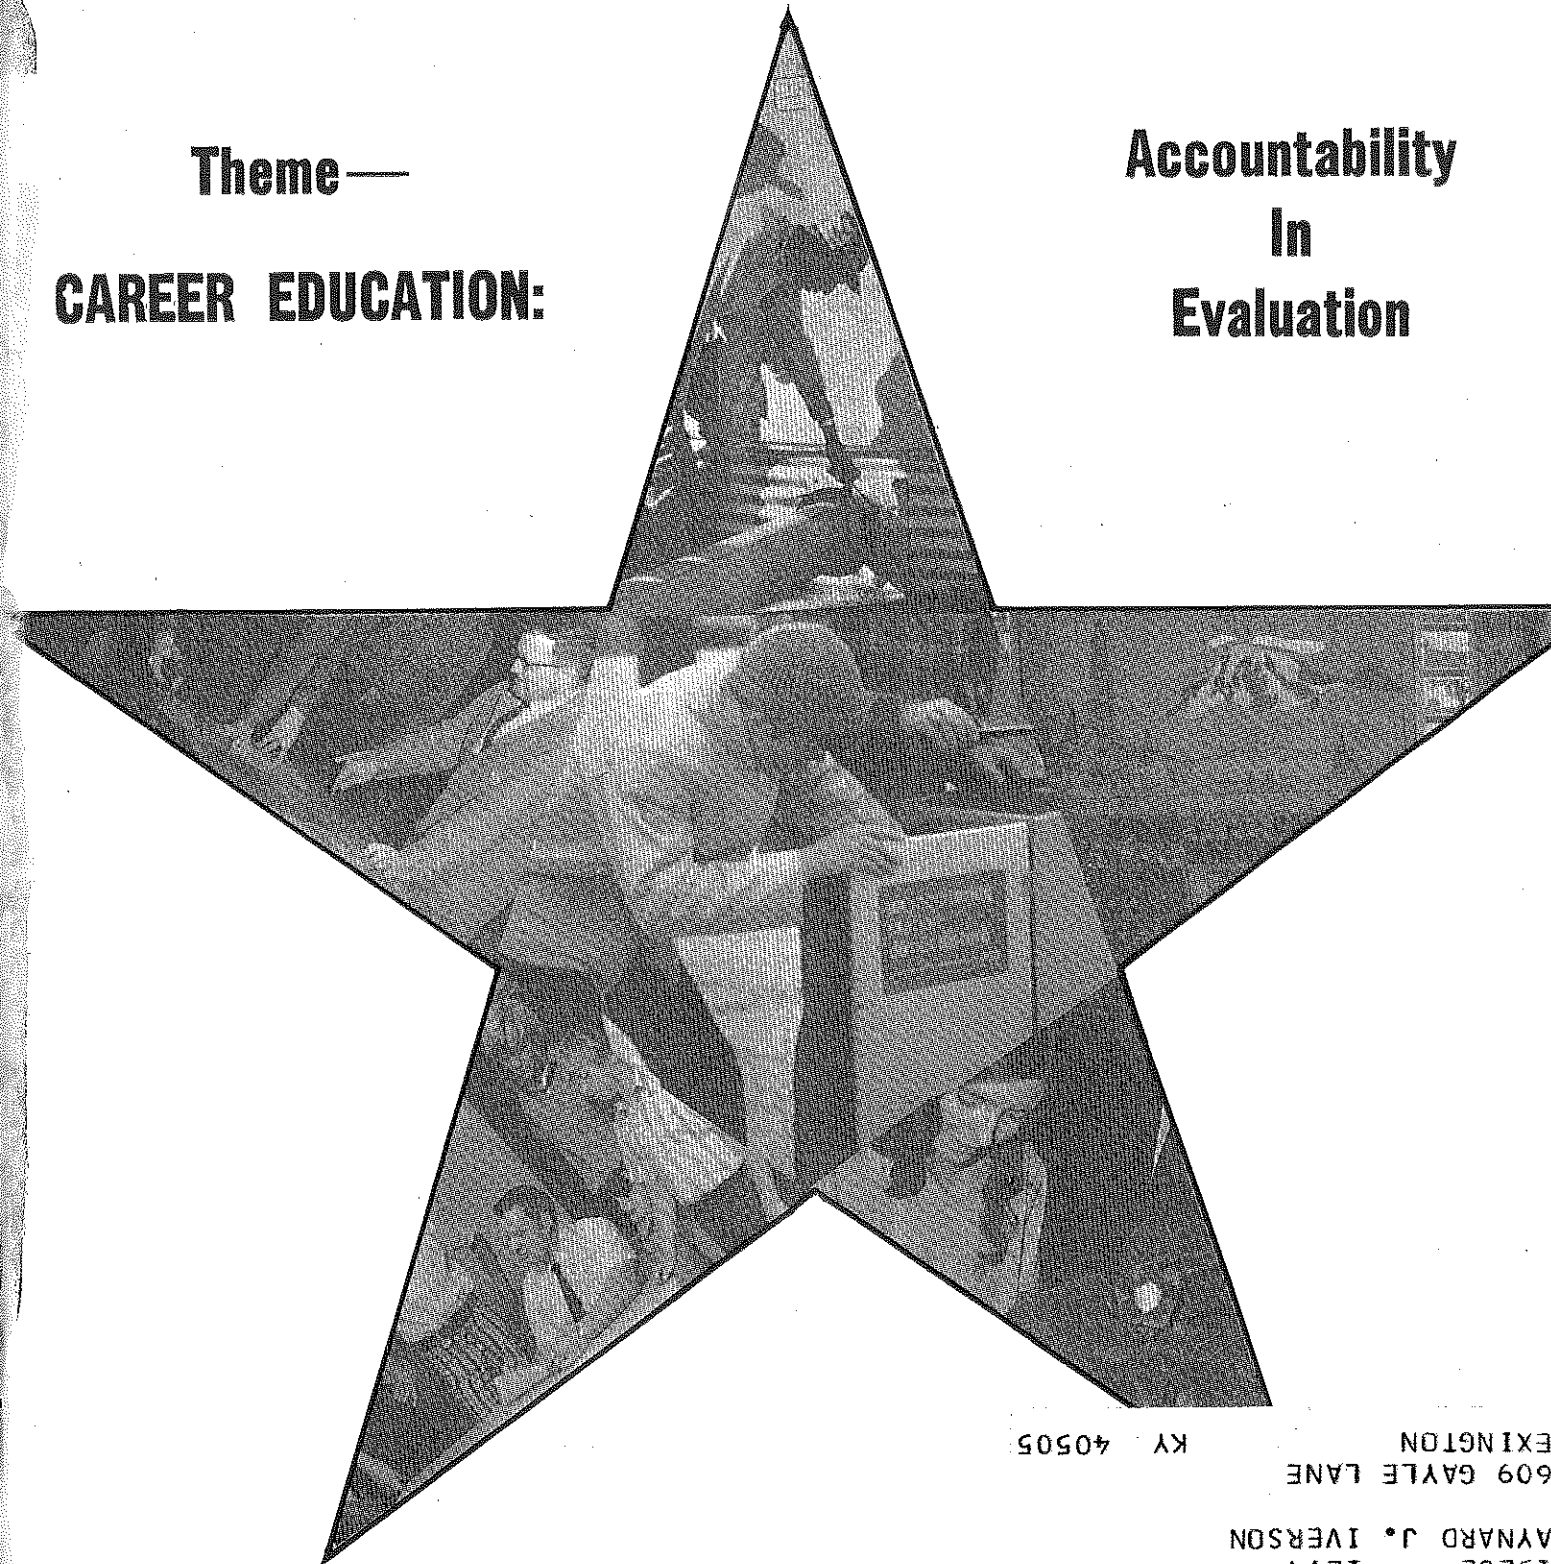 Theme—
CAREER EDUCATION:
Accountability
In
Evaluation
AYNARD J. IVERSON
609 GAYLE LANE
EXINGTON KY 40505